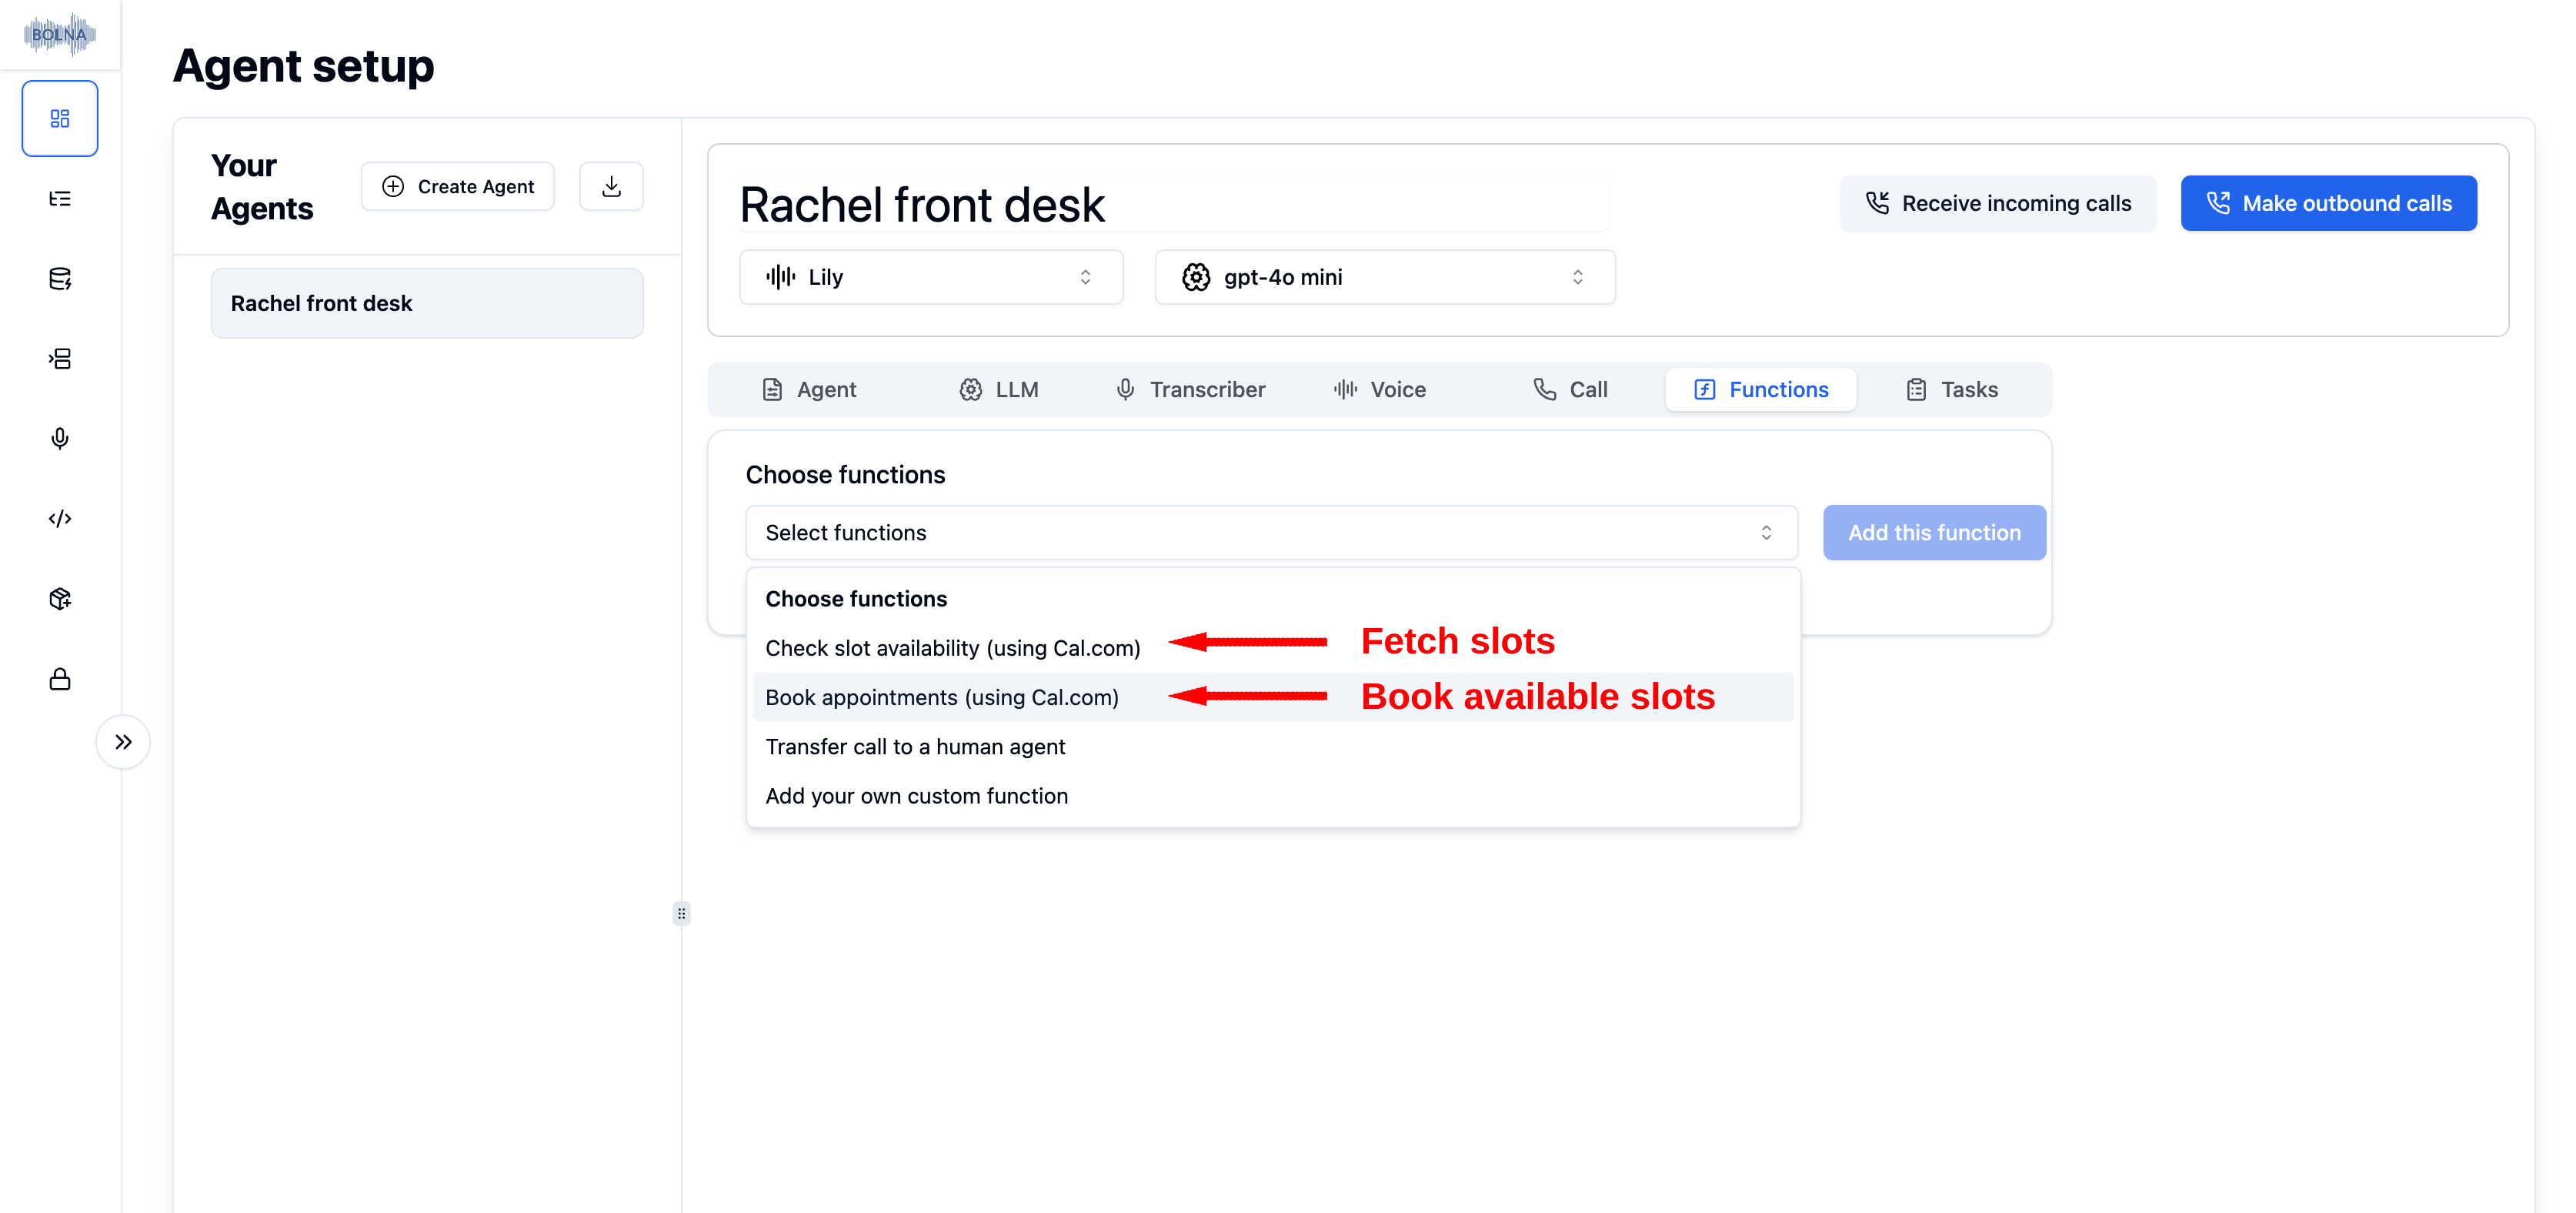 BOLNA
Agent setup
Your
Agents
Create Agent
Rachel front desk
Rachel front desk
Receive incoming calls
Make outbound calls
Lily
gpt-4o mini
Agent
LLM
Transcriber
Voice
Call
Functions
Tasks
Choose functions
Select functions
Add this function
Choose functions
Check slot availability (using Cal.com)
Fetch slots
Book appointments (using Cal.com)
Book available slots
Transfer call to a human agent
Add your own custom function